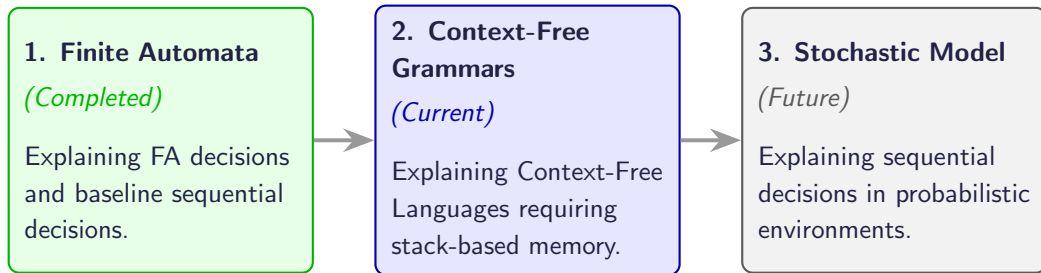 1. Finite Automata
(Completed)
Explaining FA decisions
and baseline sequential
decisions.
2. Context-Free
Grammars
(Current)
Explaining Context-Free
Languages requiring
stack-based memory.
3. Stochastic Model
(Future)
Explaining sequential
decisions in probabilistic
environments.